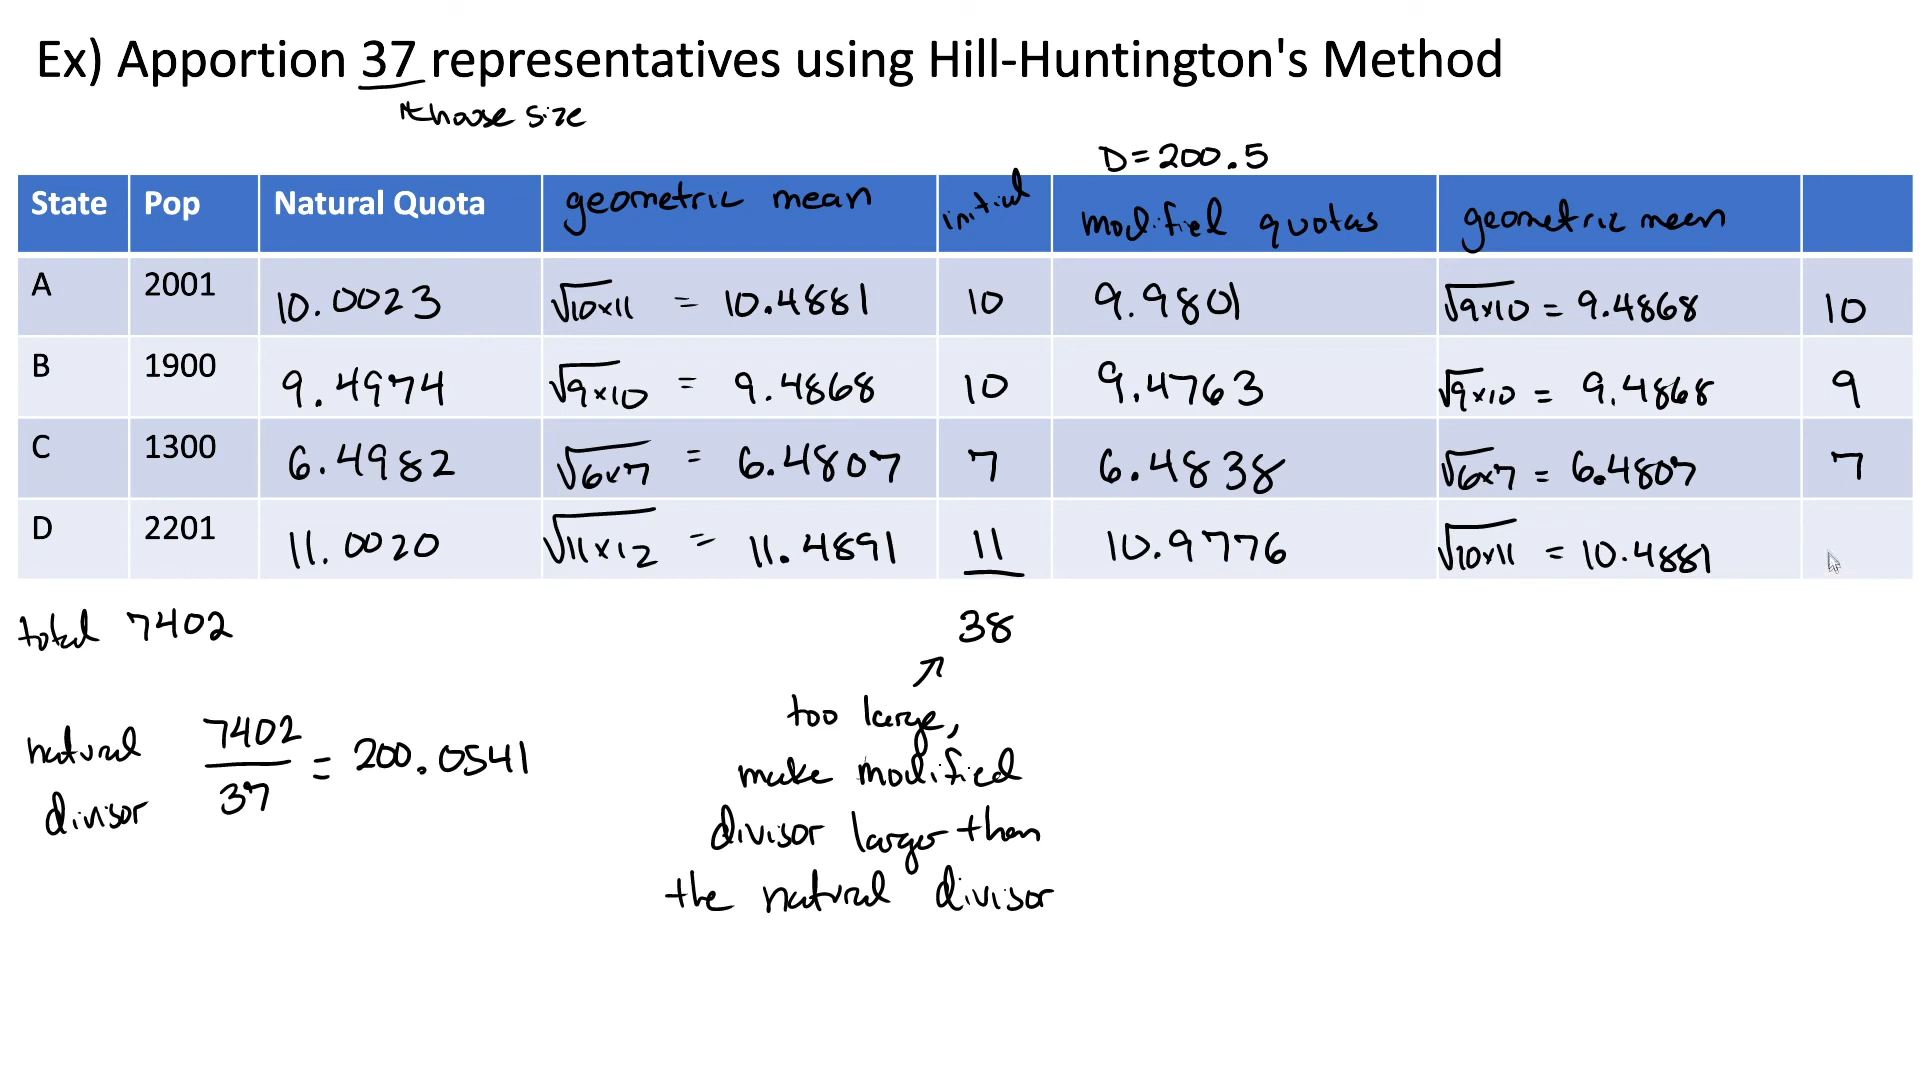 Ex) Apportion 37 representatives using Hill-Huntington's Method
house size
D=200.5
State Pop Natural Quota geometric mean initial modified quotas geometric mean
A 2001 10.0023 √10×11 = 10.4881 10 9.9801 √9×10 = 9.4868 10
B 1900 9.4974 √9×10 = 9.4868 10 9.4763 √9×10 = 9.4868 9
C 1300 6.4982 √6×7 = 6.4807 7 6.4838 √6×7 = 6.4807 7
D 2201 11.0020 √11×12 = 11.4891 11 10.9776 √10×11 = 10.4881
total 7402 38
too large,
make modified
divisor larger than
the natural divisor
natural
divisor
7402
37
= 200.0541